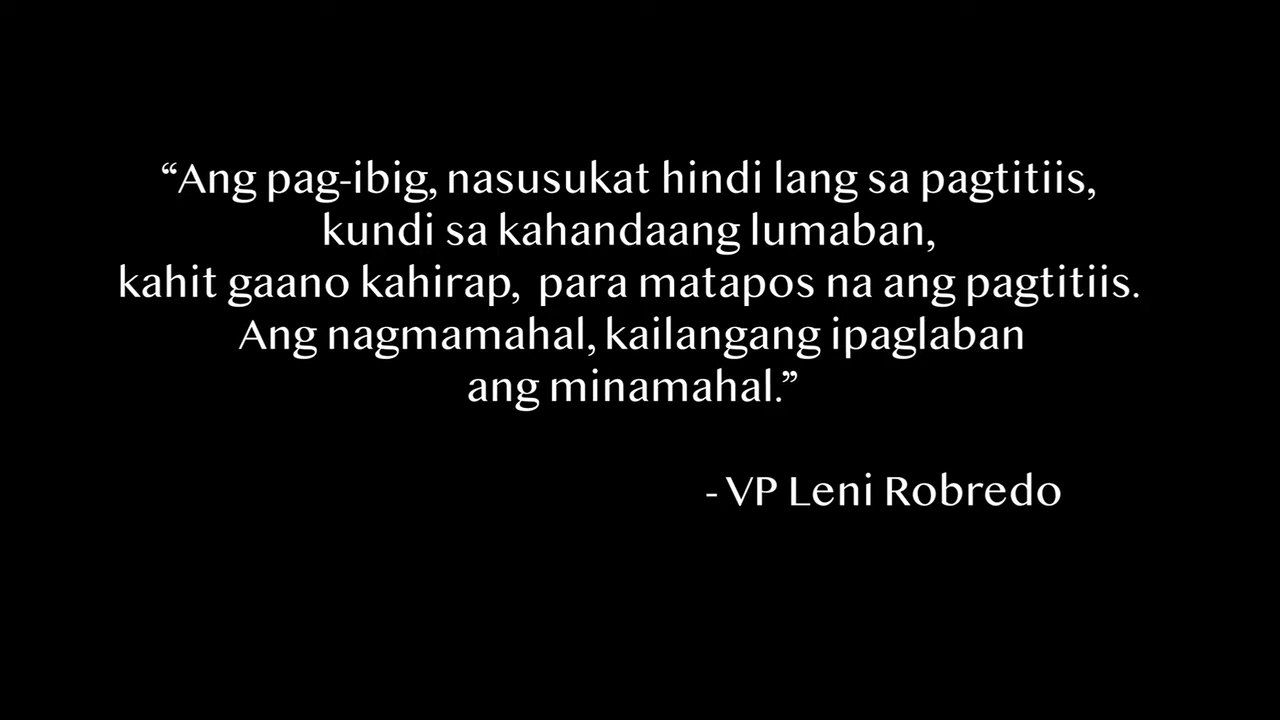 “Ang pag-ibig, nasusukat hindi lang sa pagtitiis,
kundi sa kahandaang lumaban,
kahit gaano kahirap, para matapos na ang pagtitiis.
Ang nagmamahal, kailangang ipaglaban
ang minamahal.”
- VP Leni Robredo